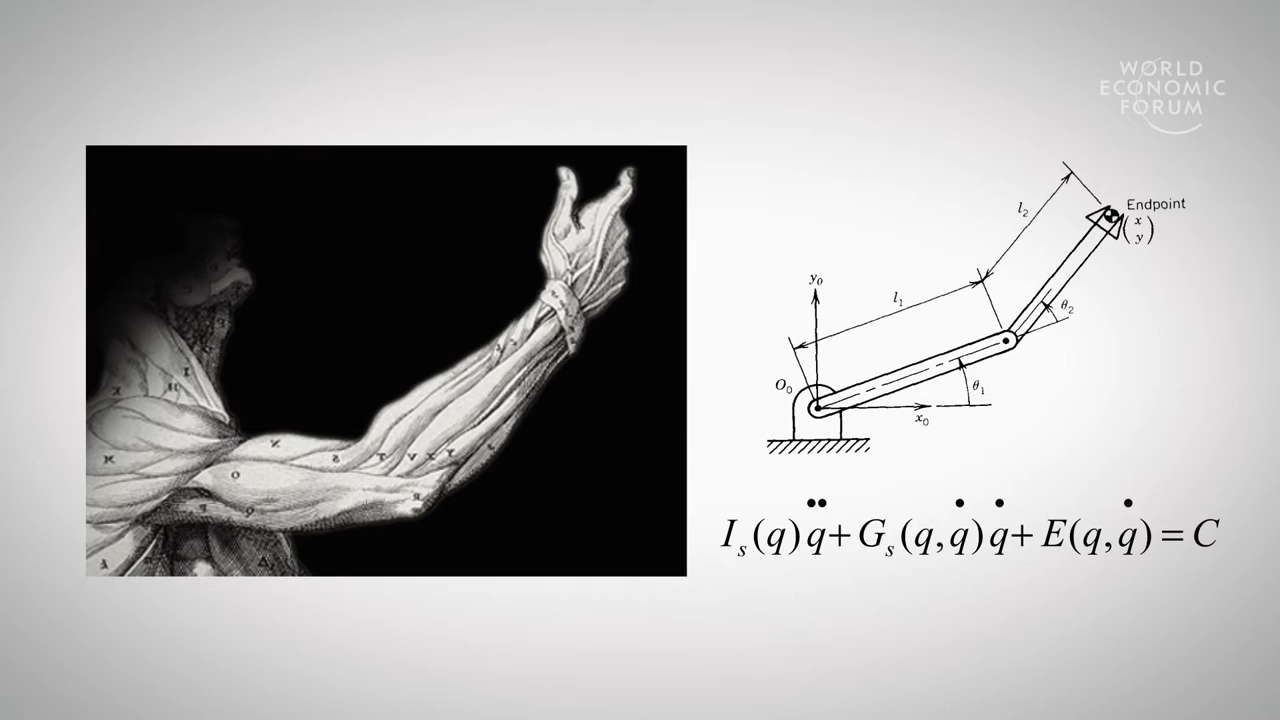 WORLD
ECONOMIC
FORUM
Endpoint
(x y)
l₂
y₀
l₁
θ₂
O₀
θ₁
x₀
I
K
H
M
N
O
S
T
V
X
Y
R
Iₛ(q)q̈+Gₛ(q,q̇)q̇+E(q,q̇)=C